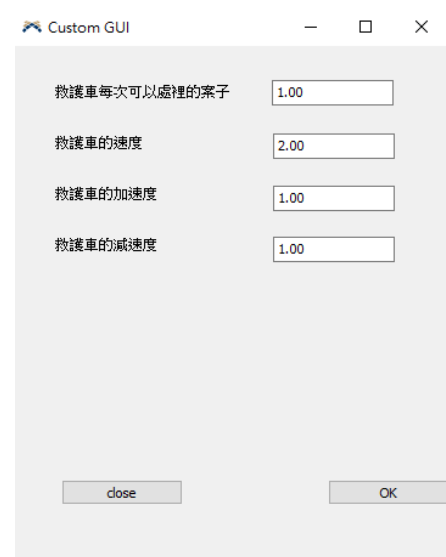 Custom GUI
救護車每次可以處裡的案子
1.00
救護車的速度
2.00
救護車的加速度
1.00
救護車的減速度
1.00
close
OK